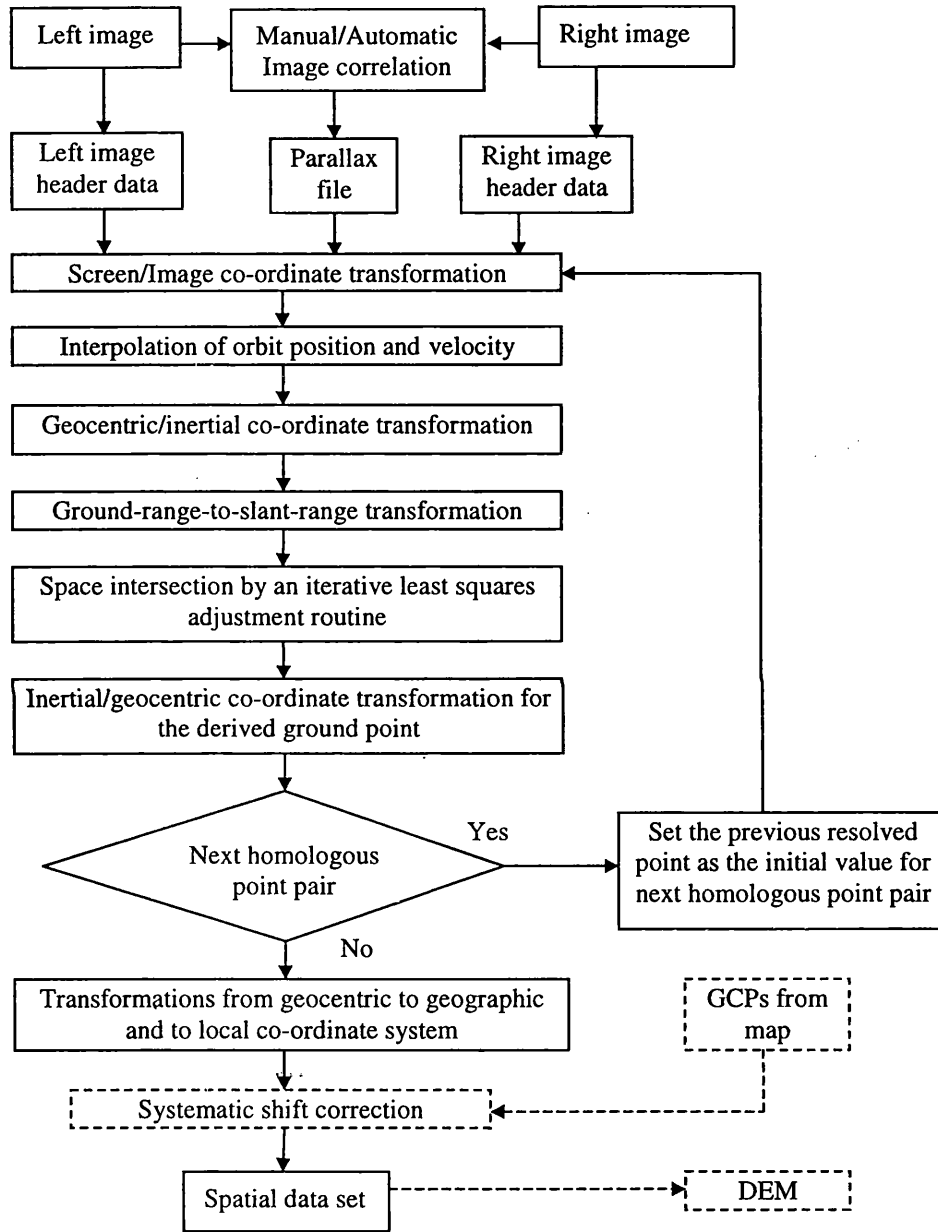 Left image
Manual/Automatic
Image correlation
Right image
Left image
header data
Parallax
file
Right image
header data
Screen/Image co-ordinate transformation
Interpolation of orbit position and velocity
Geocentric/inertial co-ordinate transformation
Ground-range-to-slant-range transformation
Space intersection by an iterative least squares
adjustment routine
Inertial/geocentric co-ordinate transformation for
the derived ground point
Next homologous
point pair
Yes
Set the previous resolved
point as the initial value for
next homologous point pair
No
Transformations from geocentric to geographic
and to local co-ordinate system
GCPs from
map
Systematic shift correction
Spatial data set
DEM